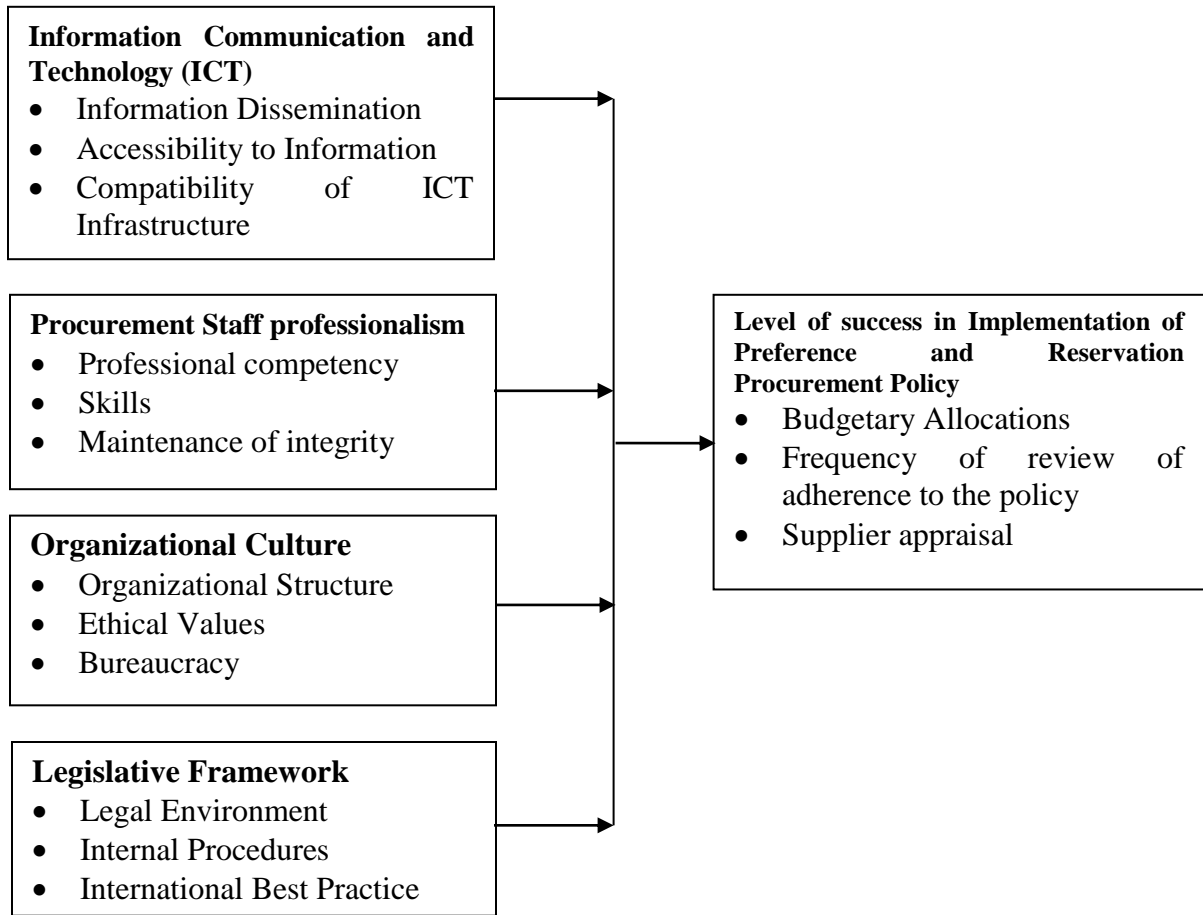 Information Communication and
Technology (ICT)
• Information Dissemination
• Accessibility to Information
• Compatibility of ICT
Infrastructure
Procurement Staff professionalism
• Professional competency
• Skills
• Maintenance of integrity
Organizational Culture
• Organizational Structure
• Ethical Values
• Bureaucracy
Legislative Framework
• Legal Environment
• Internal Procedures
• International Best Practice
Level of success in Implementation of
Preference and Reservation
Procurement Policy
• Budgetary Allocations
• Frequency of review of
adherence to the policy
• Supplier appraisal